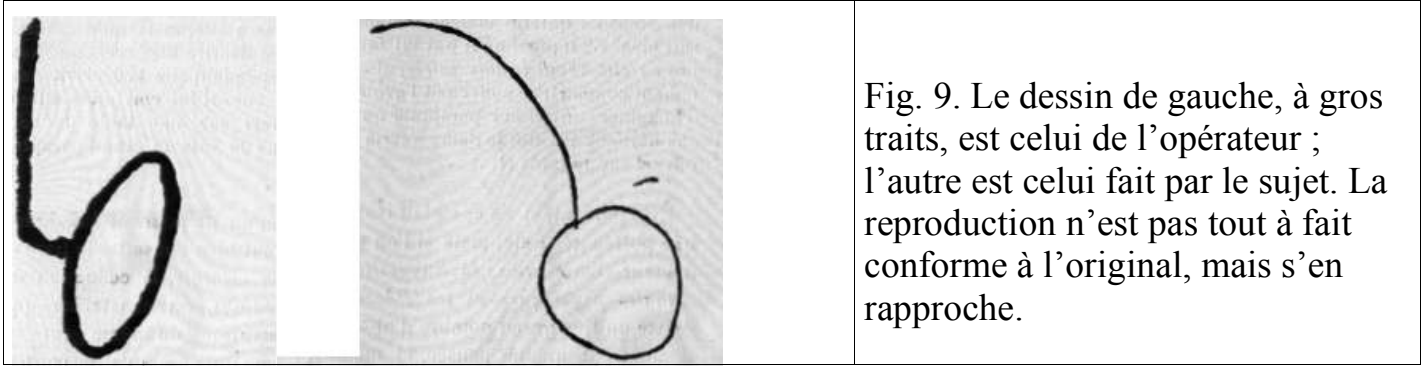 Fig. 9. Le dessin de gauche, à gros
traits, est celui de l’opérateur ;
l’autre est celui fait par le sujet. La
reproduction n’est pas tout à fait
conforme à l’original, mais s’en
rapproche.